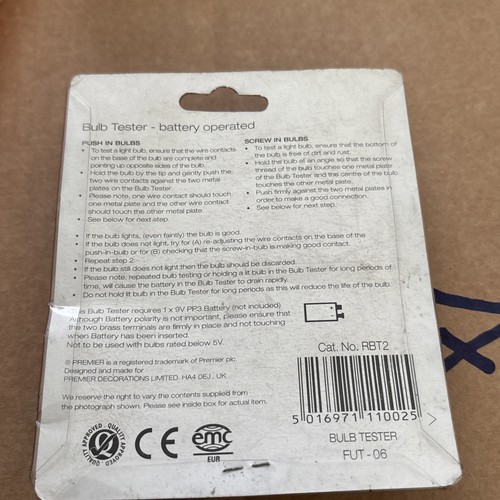 Bulb Tester - battery operated
PUSH IN BULBS
• To test a light bulb, ensure the wire contacts
on the base of the bulb are complete and
pointing up opposite sides of the bulb.
• Hold the bulb by the tip and gently push the
two wire contacts against the two metal
plates on the Bulb Tester.
• Please note, one wire contact should touch
one metal plate and the other wire contact
should touch the other metal plate.
• See below for next step.
SCREW IN BULBS
• To test a light bulb, ensure that the bottom of
the bulb is free of dirt and rust.
• Hold the bulb at an angle so that the screw
thread of the bulb touches one metal plate
of the Bulb Tester and the centre of the bulb
touches the other metal plate.
• Push firmly against the two metal plates in
order to make a good connection.
• See below for next step.
• If the bulb lights, (even faintly) the bulb is good.
• If the bulb does not light, try for (A) re-adjusting the wire contacts on the base of the
push-in-bulb or for (B) checking that the screw-in-bulb is making good contact.
• Repeat step 2.
• If the bulb still does not light then the bulb should be discarded.
• Please note, repeated bulb testing or holding a lit bulb in the Bulb Tester for long periods of
time, will cause the battery in the Bulb Tester to drain rapidly.
• Do not hold lit bulb in the Bulb Tester for long periods as this will reduce the life of the bulb.
This Bulb Tester requires 1 x 9V PP3 Battery (not included)
Although Battery polarity is not important, please ensure that
the two brass terminals are firmly in place and not touching
when Battery has been inserted.
Not to be used with bulbs rated below 5V.
® PREMIER is a registered trademark of Premier plc.
Designed and made for
PREMIER DECORATIONS LIMITED. HA4 0EJ. UK
We reserve the right to vary the contents supplied from
the photograph shown. Please see inside box for actual item.
Cat. No. RBT2
5 016971 110025 >
BULB TESTER
FUT - 06
QUALITY APPROVED · QUALITY APPROVED ·
CE
emc
EUR